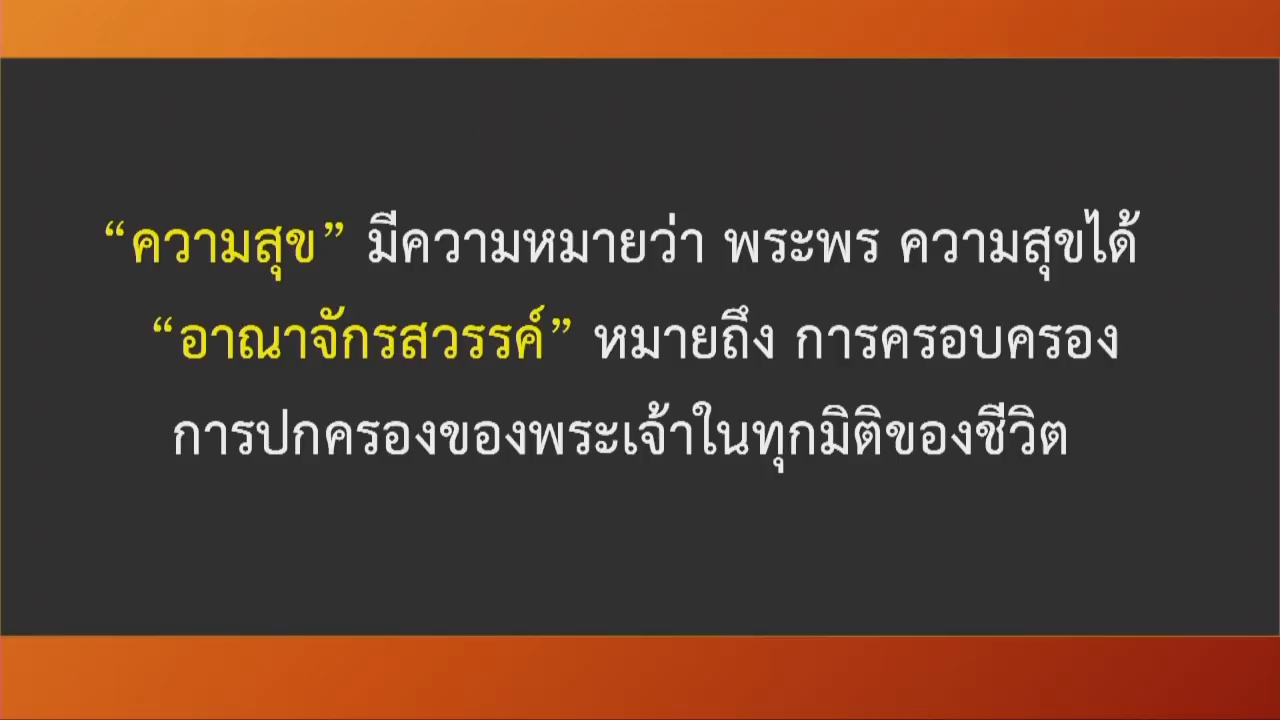 “ความสุข” มีความหมายว่า พระพร ความสุขได้
“อาณาจักรสวรรค์” หมายถึง การครอบครอง
การปกครองของพระเจ้าในทุกมิติของชีวิต